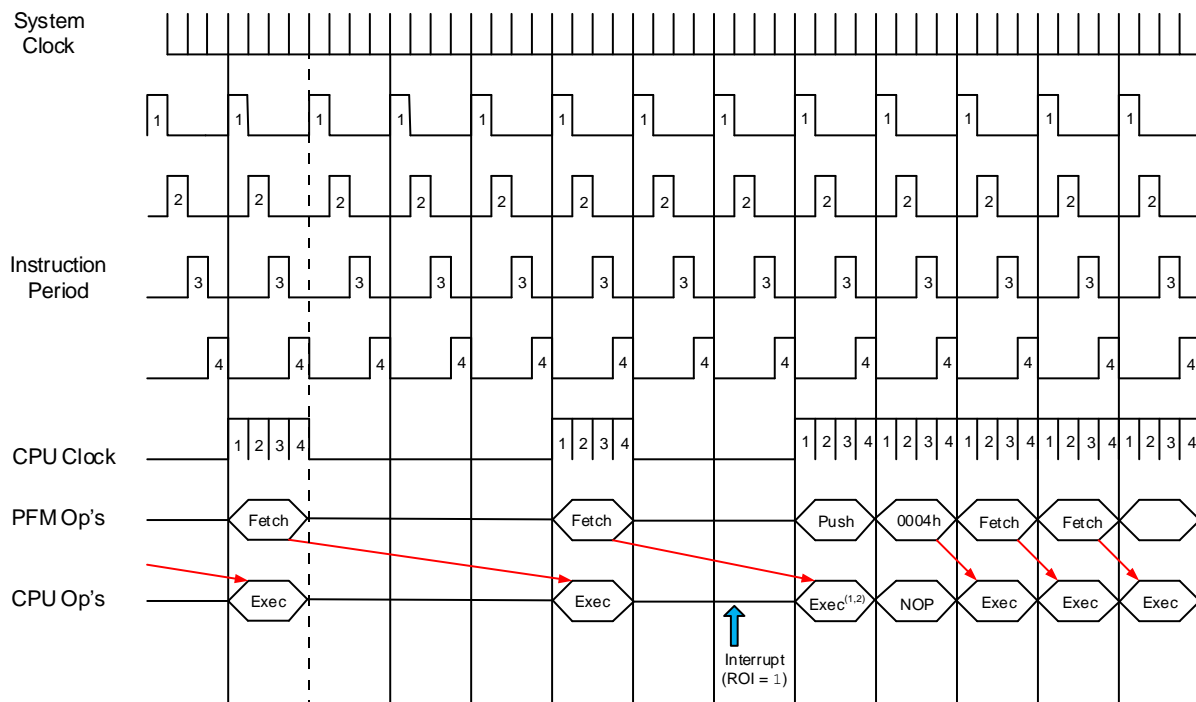 System
Clock
1 1 1 1 1 1 1 1 1 1 1 1 1
2 2 2 2 2 2 2 2 2 2 2 2 2
Instruction
Period
3 3 3 3 3 3 3 3 3 3 3 3 3
4 4 4 4 4 4 4 4 4 4 4 4 4
CPU Clock
1 2 3 4 1 2 3 4 1 2 3 4 1 2 3 4 1 2 3 4 1 2 3 4 1 2 3 4
PFM Op's
Fetch Fetch Push 0004h Fetch Fetch
CPU Op's
Exec Exec Exec(1,2) NOP Exec Exec Exec
Interrupt
(ROI = 1)